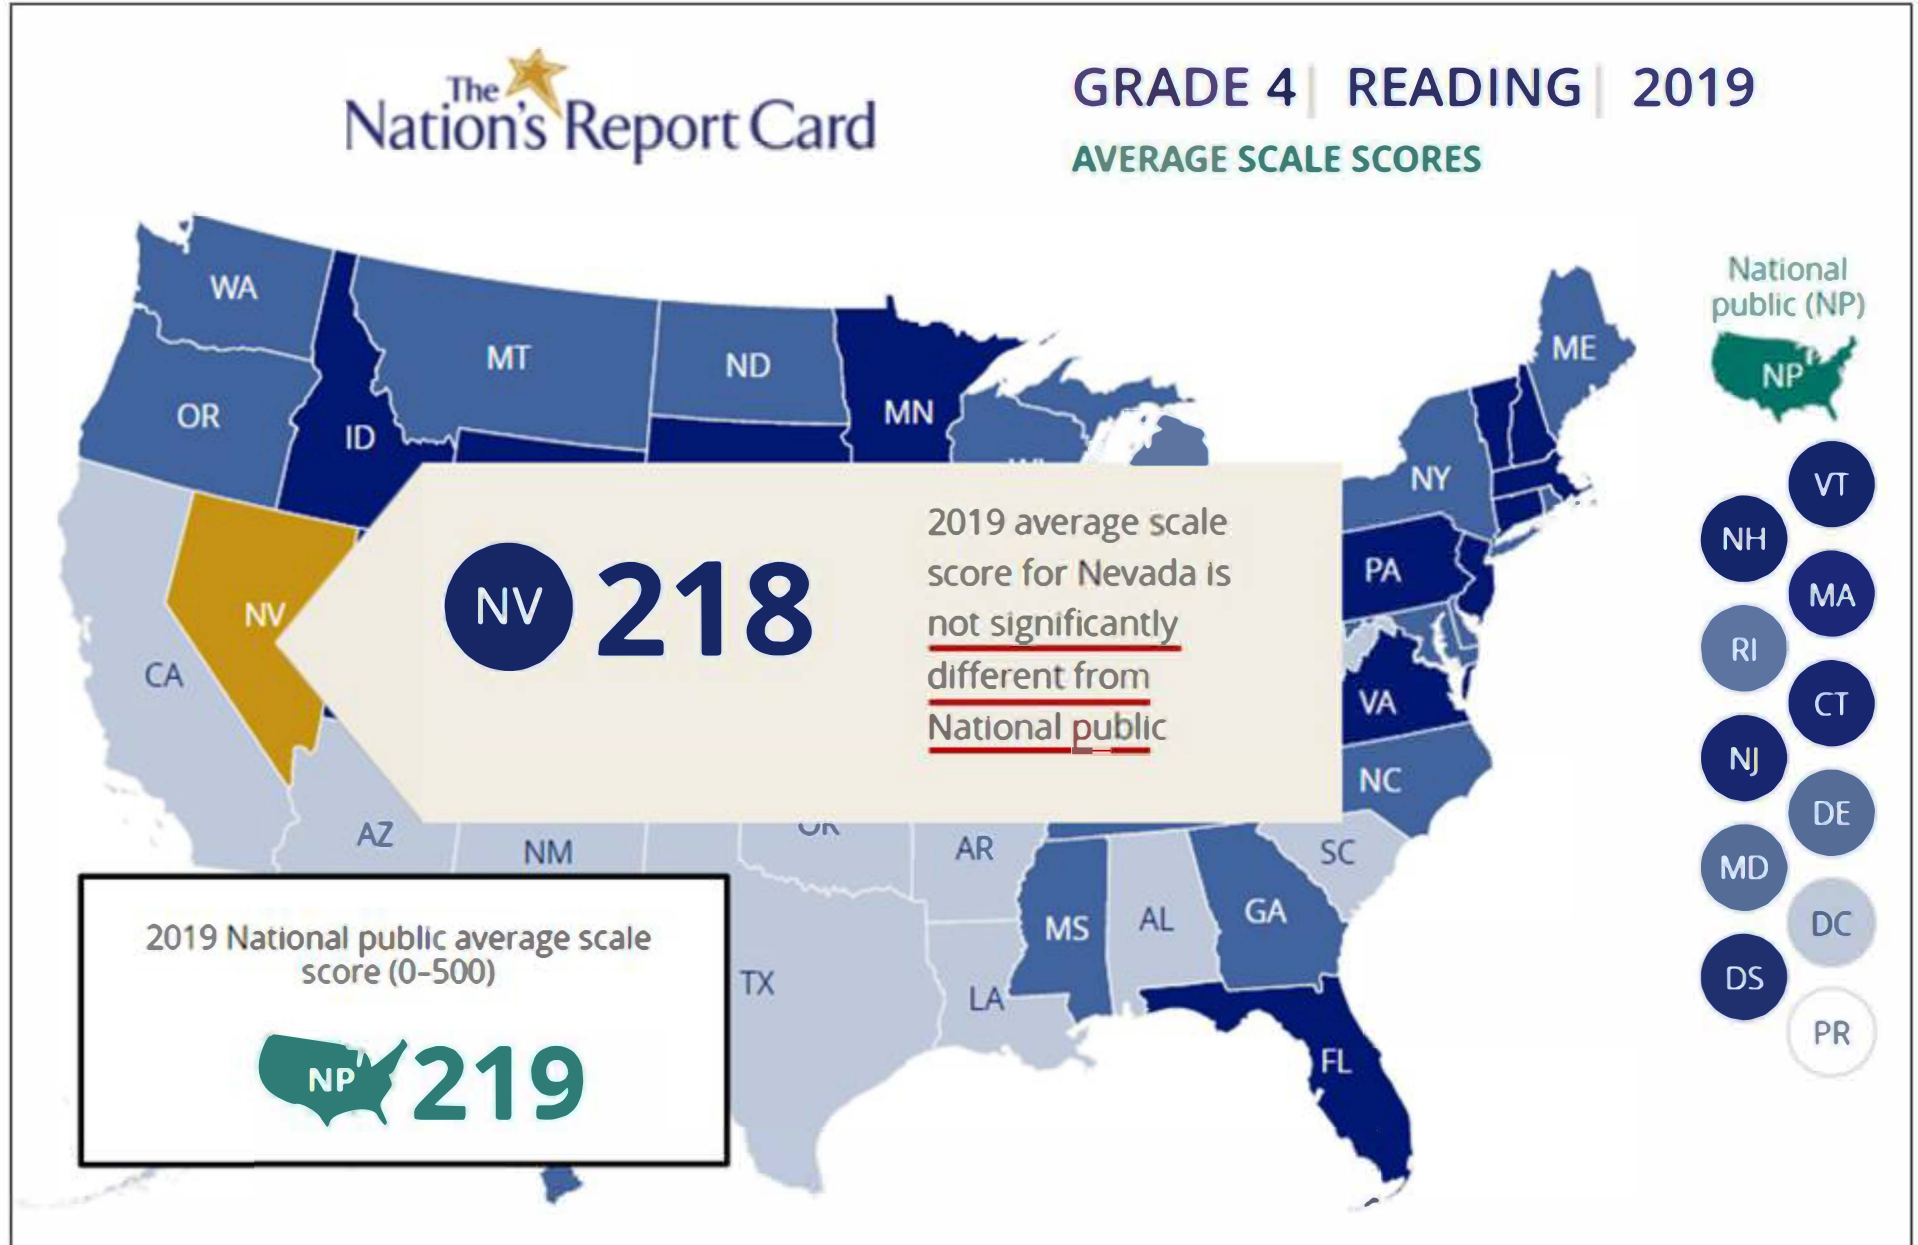 The
Nation's Report Card
GRADE 4 | READING | 2019
AVERAGE SCALE SCORES
National
public (NP)
NP
WA
MT
ND
MN
ME
OR
ID
NY
VT
NH
PA
MA
NV
RI
CA
VA
CT
NC
NJ
DE
NV 218
2019 average scale
score for Nevada is
not significantly
different from
National public
AZ
NM
OK
AR
SC
MD
MS
AL
GA
DC
TX
LA
DS
FL
PR
2019 National public average scale
score (0–500)
NP 219